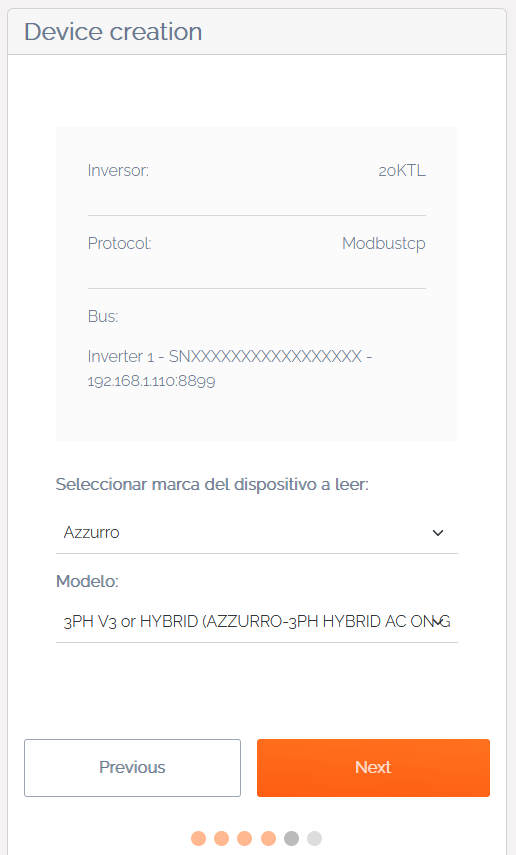 Device creation
Inversor: 20KTL
Protocol: Modbustcp
Bus:
Inverter 1 - SNXXXXXXXXXXXXXXXXX -
192.168.1.110:8899
Seleccionar marca del dispositivo a leer:
Azzurro
Modelo:
3PH V3 or HYBRID (AZZURRO-3PH HYBRID AC ON G
Previous Next